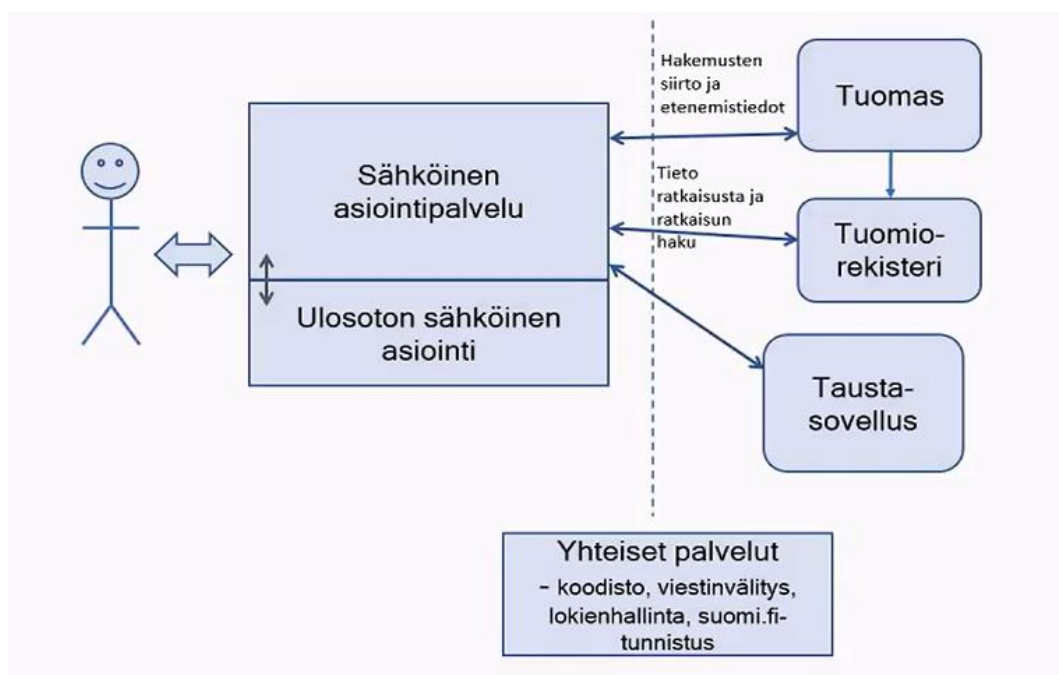 Hakemusten
siirto ja
etenemistiedot
Tuomas
Sähköinen
asiointipalvelu
Tieto
ratkaisusta ja
ratkaisun
haku
Tuomio-
rekisteri
Ulosoton sähköinen
asiointi
Tausta-
sovellus
Yhteiset palvelut
- koodisto, viestinvälitys,
lokienhallinta, suomi.fi-
tunnistus